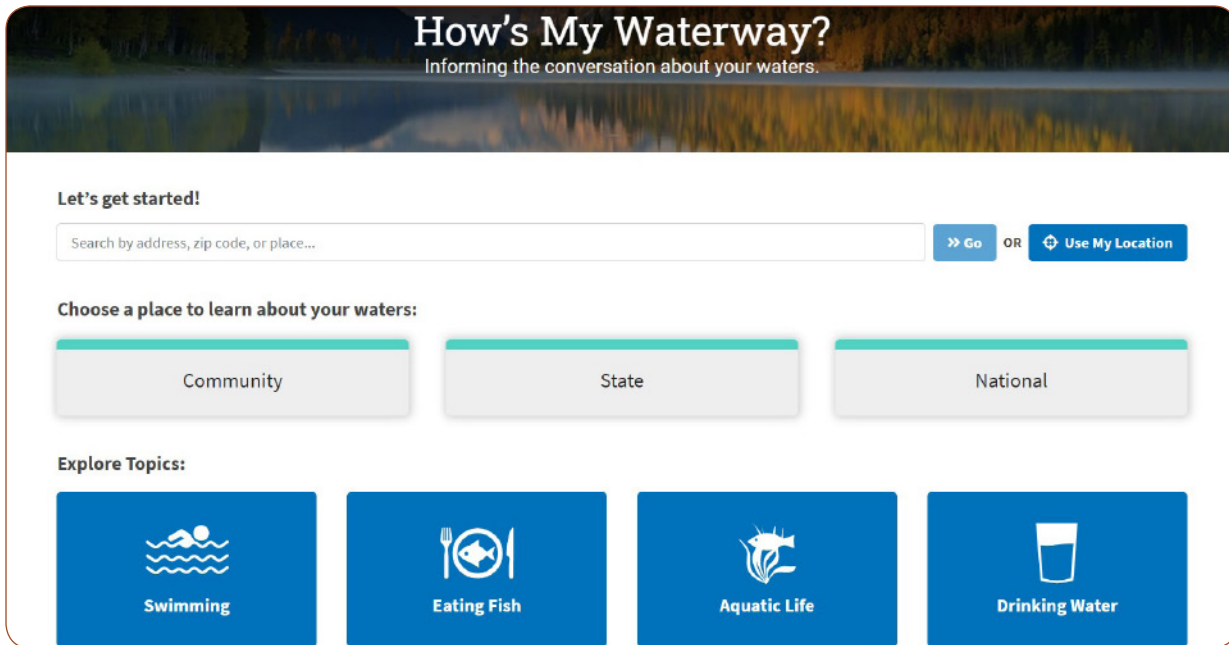 How's My Waterway?
Informing the conversation about your waters.
Let's get started!
Search by address, zip code, or place...
>> Go OR Use My Location
Choose a place to learn about your waters:
Community State National
Explore Topics:
Swimming Eating Fish Aquatic Life Drinking Water